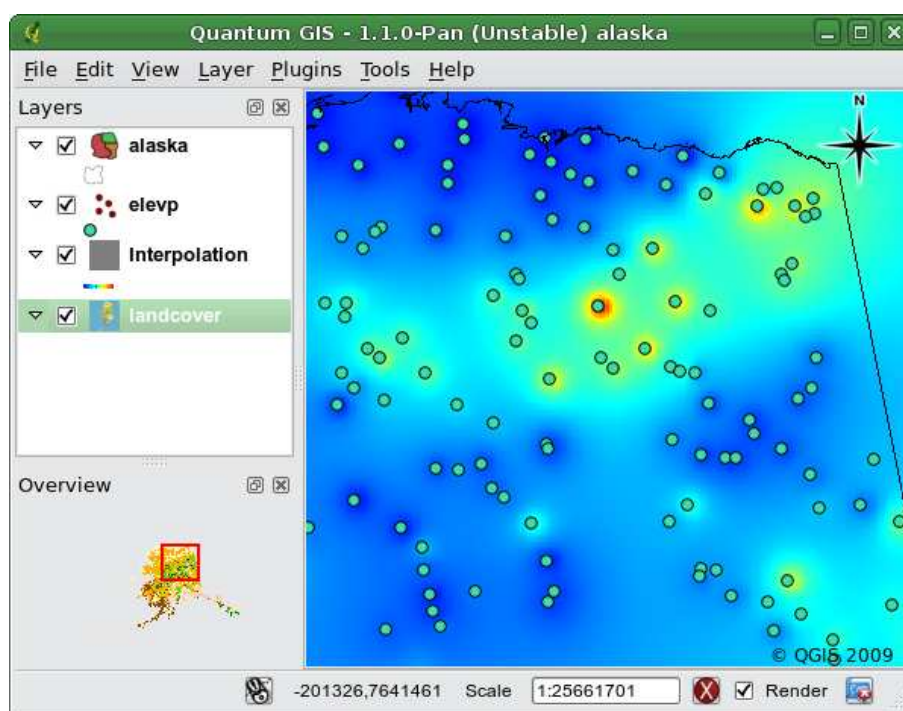 Quantum GIS - 1.1.0-Pan (Unstable) alaska
File Edit View Layer Plugins Tools Help
Layers
alaska
elevp
Interpolation
landcover
Overview
N
© QGIS 2009
-201326,7641461 Scale 1:25661701 Render